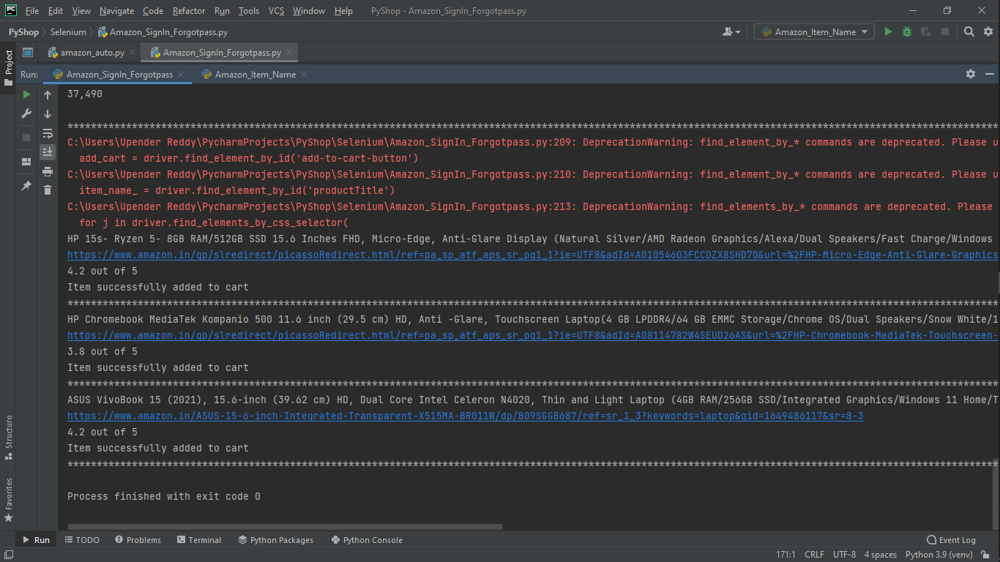 PC File Edit View Navigate Code Refactor Run Tools VCS Window Help PyShop - Amazon_SignIn_Forgotpass.py
PyShop Selenium Amazon_SignIn_Forgotpass.py Amazon_Item_Name
Project amazon_auto.py Amazon_SignIn_Forgotpass.py
Run: Amazon_SignIn_Forgotpass Amazon_Item_Name
37,490
***************************************************************************************************************************************************************
C:\Users\Upender Reddy\PycharmProjects\PyShop\Selenium\Amazon_SignIn_Forgotpass.py:209: DeprecationWarning: find_element_by_* commands are deprecated. Please u
add_cart = driver.find_element_by_id('add-to-cart-button')
C:\Users\Upender Reddy\PycharmProjects\PyShop\Selenium\Amazon_SignIn_Forgotpass.py:210: DeprecationWarning: find_element_by_* commands are deprecated. Please u
item_name_ = driver.find_element_by_id('productTitle')
C:\Users\Upender Reddy\PycharmProjects\PyShop\Selenium\Amazon_SignIn_Forgotpass.py:213: DeprecationWarning: find_elements_by_* commands are deprecated. Please
for j in driver.find_elements_by_css_selector(
HP 15s- Ryzen 5- 8GB RAM/512GB SSD 15.6 Inches FHD, Micro-Edge, Anti-Glare Display (Natural Silver/AMD Radeon Graphics/Alexa/Dual Speakers/Fast Charge/Windows
https://www.amazon.in/gp/slredirect/picassoRedirect.html/ref=pa_sp_atf_aps_sr_pg1_1?ie=UTF8&adId=A01054603FCCDZX8SHD70&url=%2FHP-Micro-Edge-Anti-Glare-Graphics
4.2 out of 5
Item successfully added to cart
***************************************************************************************************************************************************************
HP Chromebook MediaTek Kompanio 500 11.6 inch (29.5 cm) HD, Anti -Glare, Touchscreen Laptop(4 GB LPDDR4/64 GB EMMC Storage/Chrome OS/Dual Speakers/Snow White/1
https://www.amazon.in/gp/slredirect/picassoRedirect.html/ref=pa_sp_atf_aps_sr_pg1_1?ie=UTF8&adId=A08114782W4SEUD26AS&url=%2FHP-Chromebook-MediaTek-Touchscreen-
3.8 out of 5
Item successfully added to cart
***************************************************************************************************************************************************************
ASUS VivoBook 15 (2021), 15.6-inch (39.62 cm) HD, Dual Core Intel Celeron N4020, Thin and Light Laptop (4GB RAM/256GB SSD/Integrated Graphics/Windows 11 Home/T
https://www.amazon.in/ASUS-15-6-inch-Integrated-Transparent-X515MA-BR011W/dp/B09SGGB687/ref=sr_1_3?keywords=laptop&qid=1649486117&sr=8-3
4.2 out of 5
Item successfully added to cart
***************************************************************************************************************************************************************
Process finished with exit code 0
Structure
Favorites
Run TODO Problems Terminal Python Packages Python Console Event Log
171:1 CRLF UTF-8 4 spaces Python 3.9 (venv)